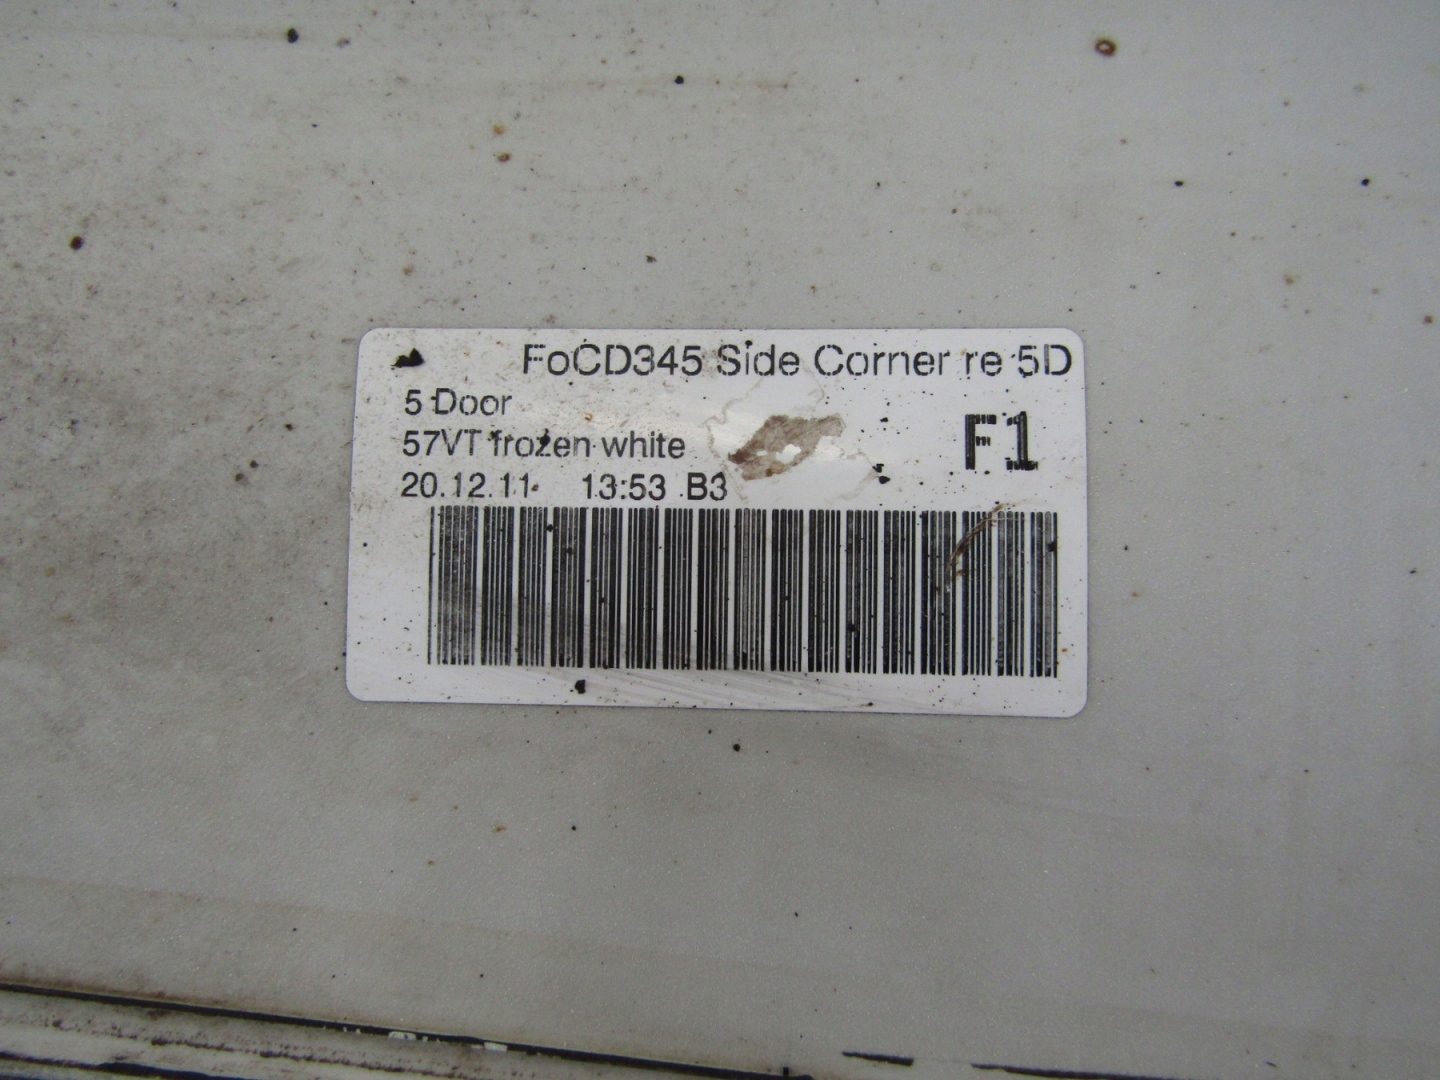 FoCD345 Side Corner re 5D
5 Door
57VT frozen white
F1
20.12.11 13:53 B3